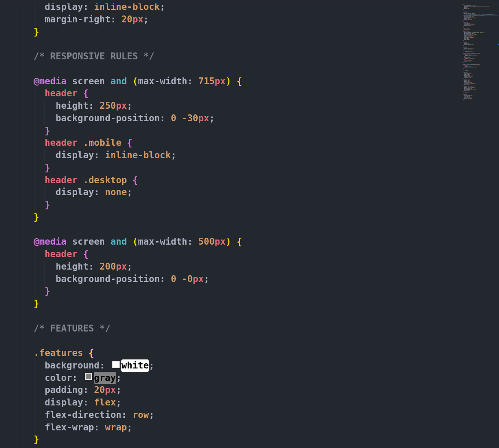 display: inline-block;
margin-right: 20px;
}
/* RESPONSIVE RULES */
@media screen and (max-width: 715px) {
header {
height: 250px;
background-position: 0 -30px;
}
header .mobile {
display: inline-block;
}
header .desktop {
display: none;
}
}
@media screen and (max-width: 500px) {
header {
height: 200px;
background-position: 0 -0px;
}
}
/* FEATURES */
.features {
background: white;
color: gray;
padding: 20px;
display: flex;
flex-direction: row;
flex-wrap: wrap;
}